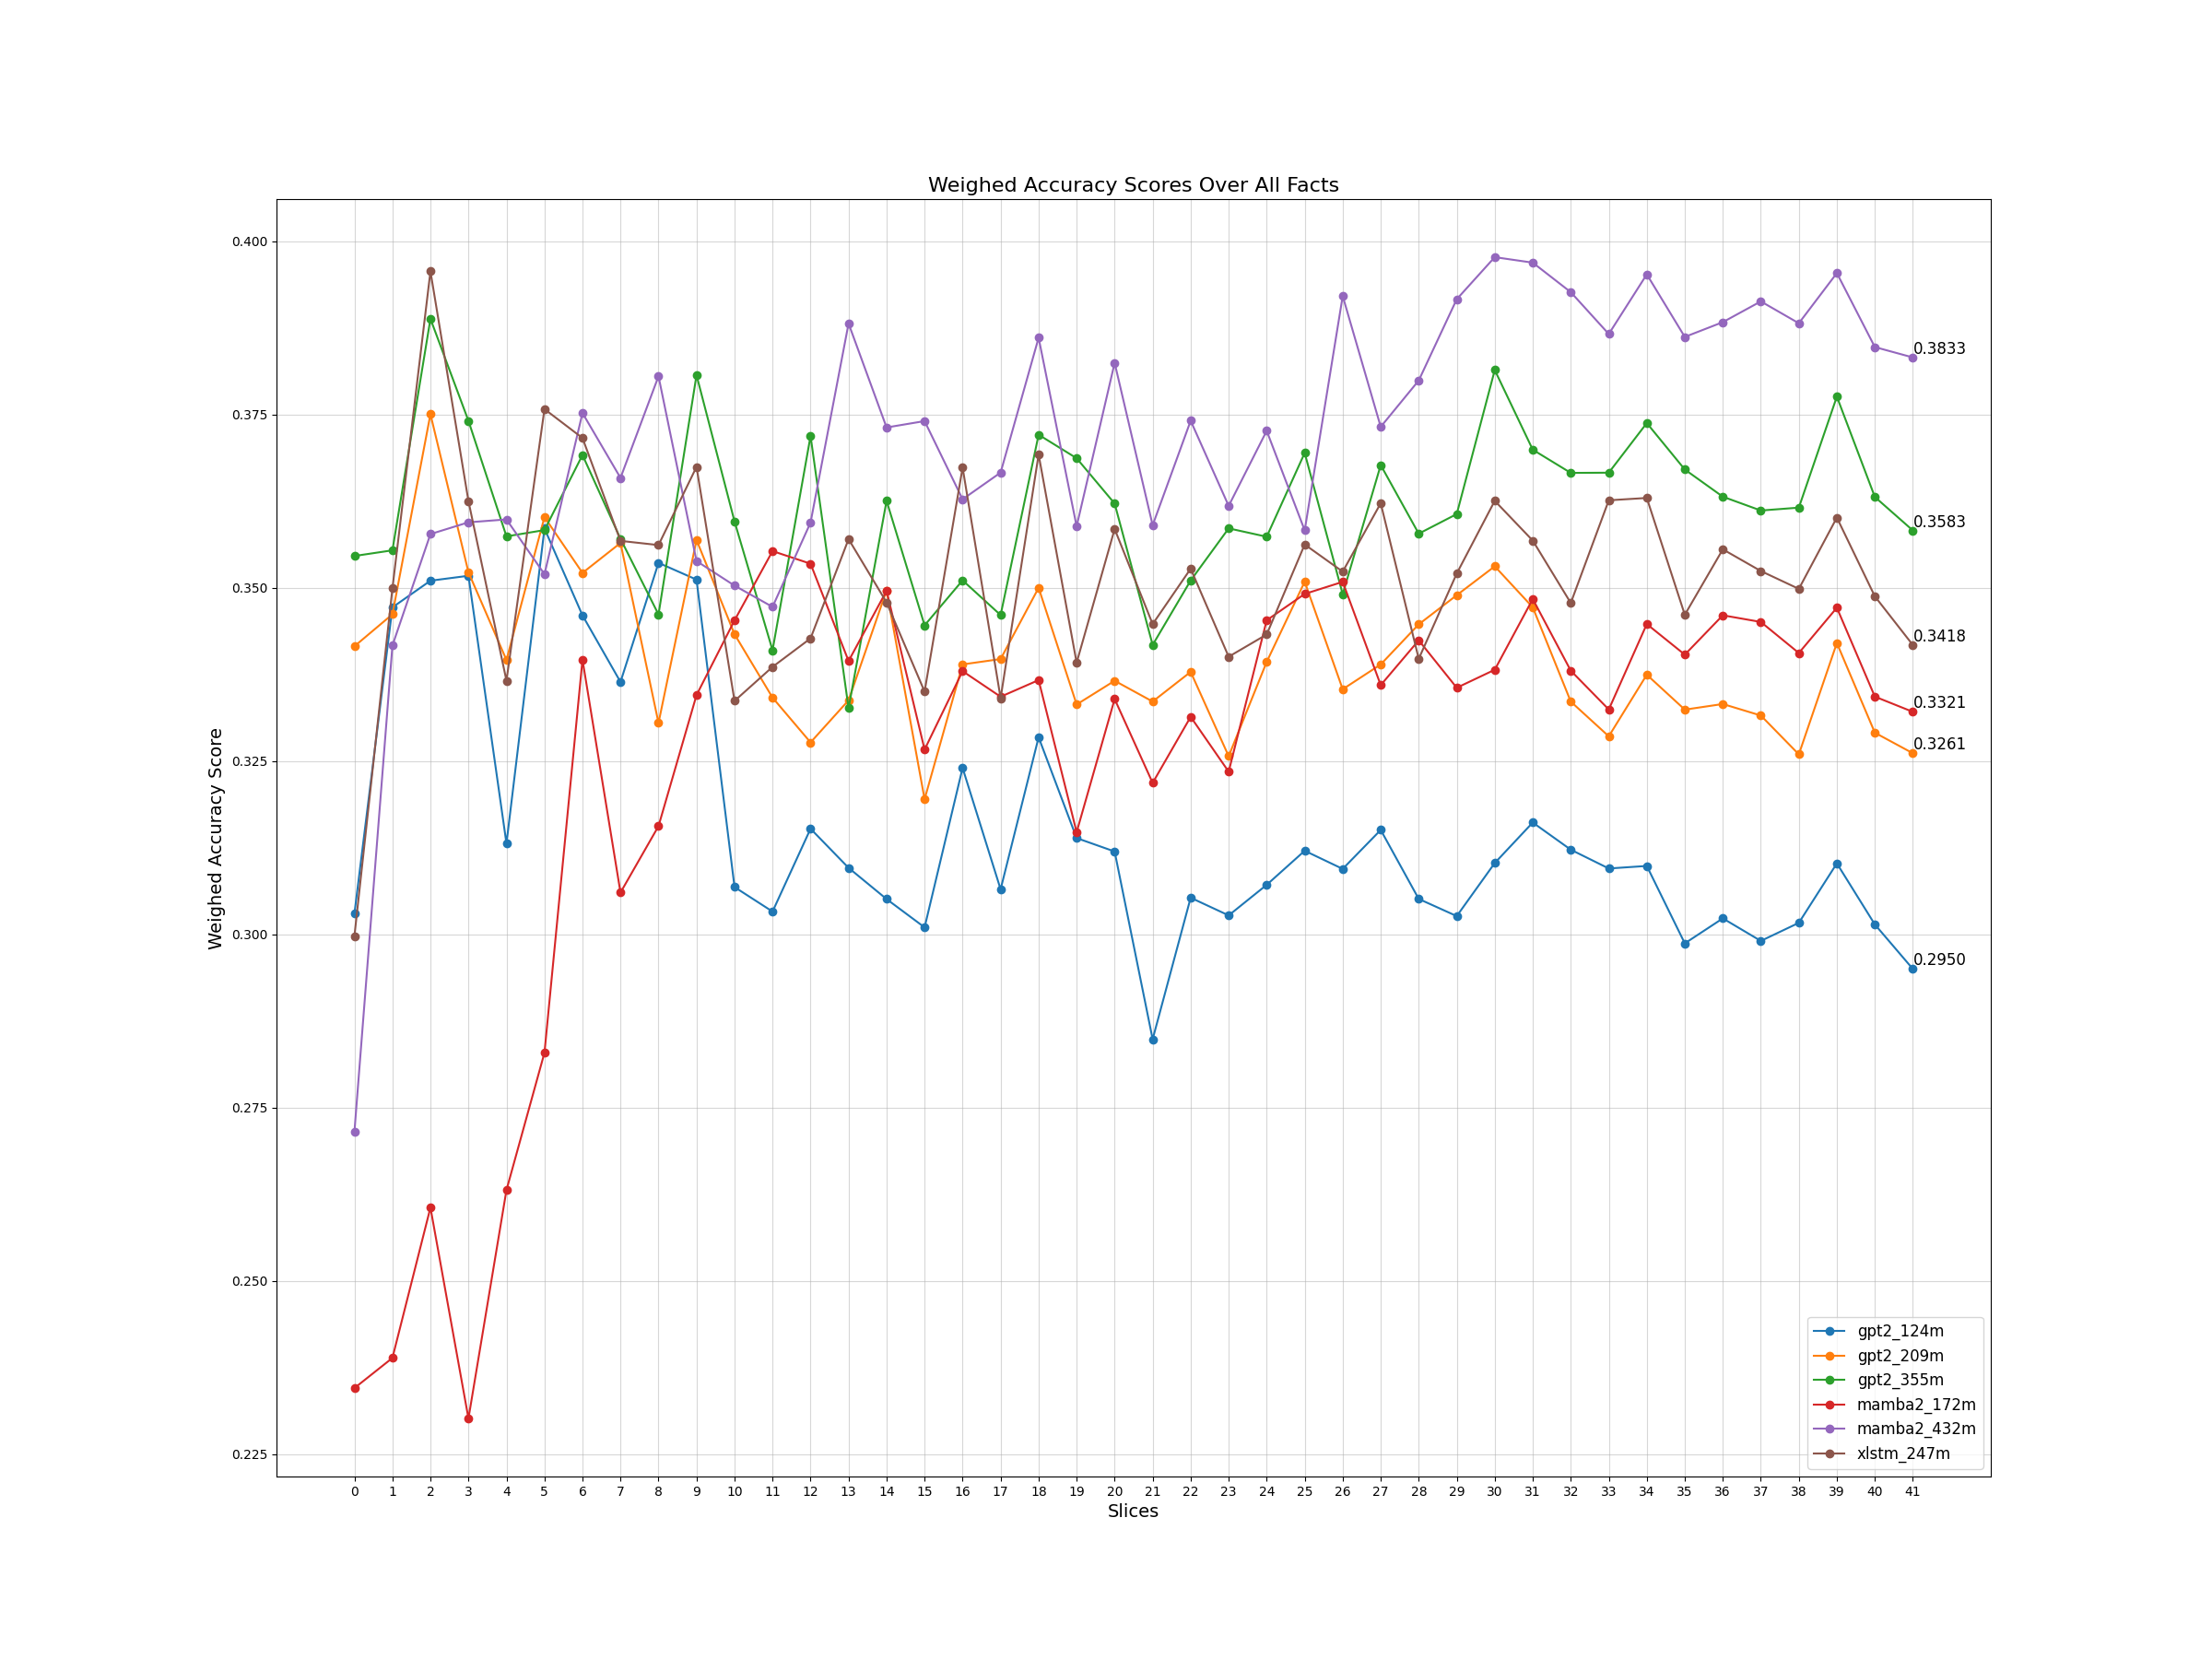 Weighed Accuracy Scores Over All Facts
0.400
0.375
0.350
0.325
0.300
0.275
0.250
0.225
Weighed Accuracy Score
0.3833
0.3583
0.3418
0.3321
0.3261
0.2950
gpt2_124m
gpt2_209m
gpt2_355m
mamba2_172m
mamba2_432m
xlstm_247m
0 1 2 3 4 5 6 7 8 9 10 11 12 13 14 15 16 17 18 19 20 21 22 23 24 25 26 27 28 29 30 31 32 33 34 35 36 37 38 39 40 41
Slices